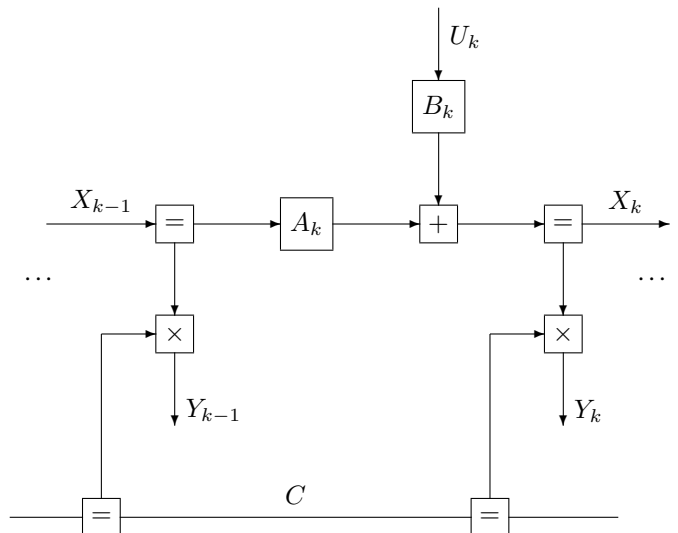 U_k
B_k
X_{k−1} = A_k + = X_k
... ...
× ×
Y_{k−1} Y_k
C
= =